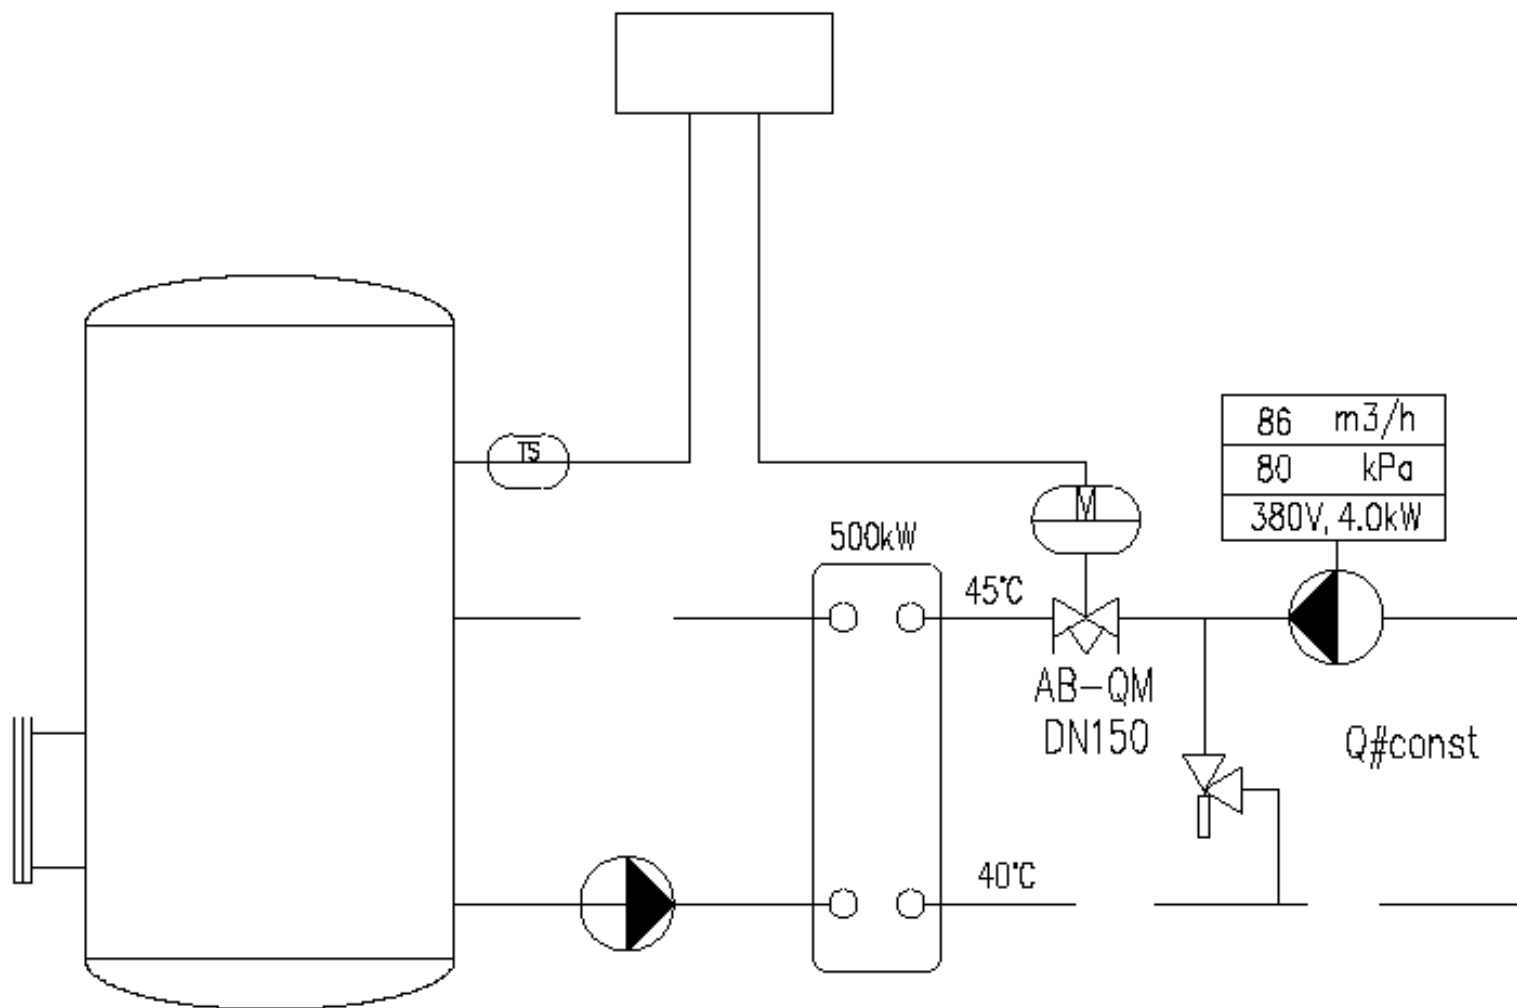 TS
86 m3/h
80 kPa
380V, 4.0kW
M
500kW
45°C
AB-QM
DN150
Q#const
40°C